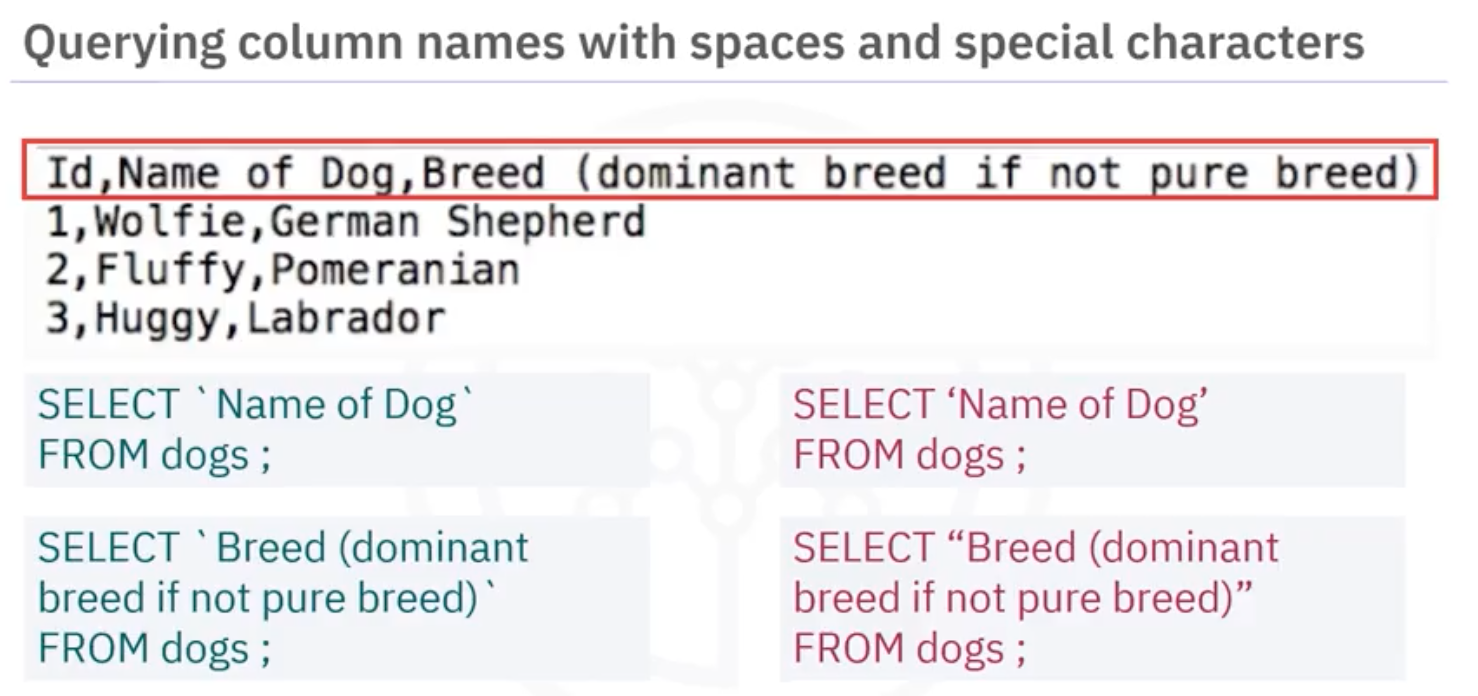 Querying column names with spaces and special characters
Id,Name of Dog,Breed (dominant breed if not pure breed)
1,Wolfie,German Shepherd
2,Fluffy,Pomeranian
3,Huggy,Labrador
SELECT `Name of Dog`
FROM dogs ;
SELECT ‘Name of Dog’
FROM dogs ;
SELECT `Breed (dominant
breed if not pure breed)`
FROM dogs ;
SELECT “Breed (dominant
breed if not pure breed)”
FROM dogs ;